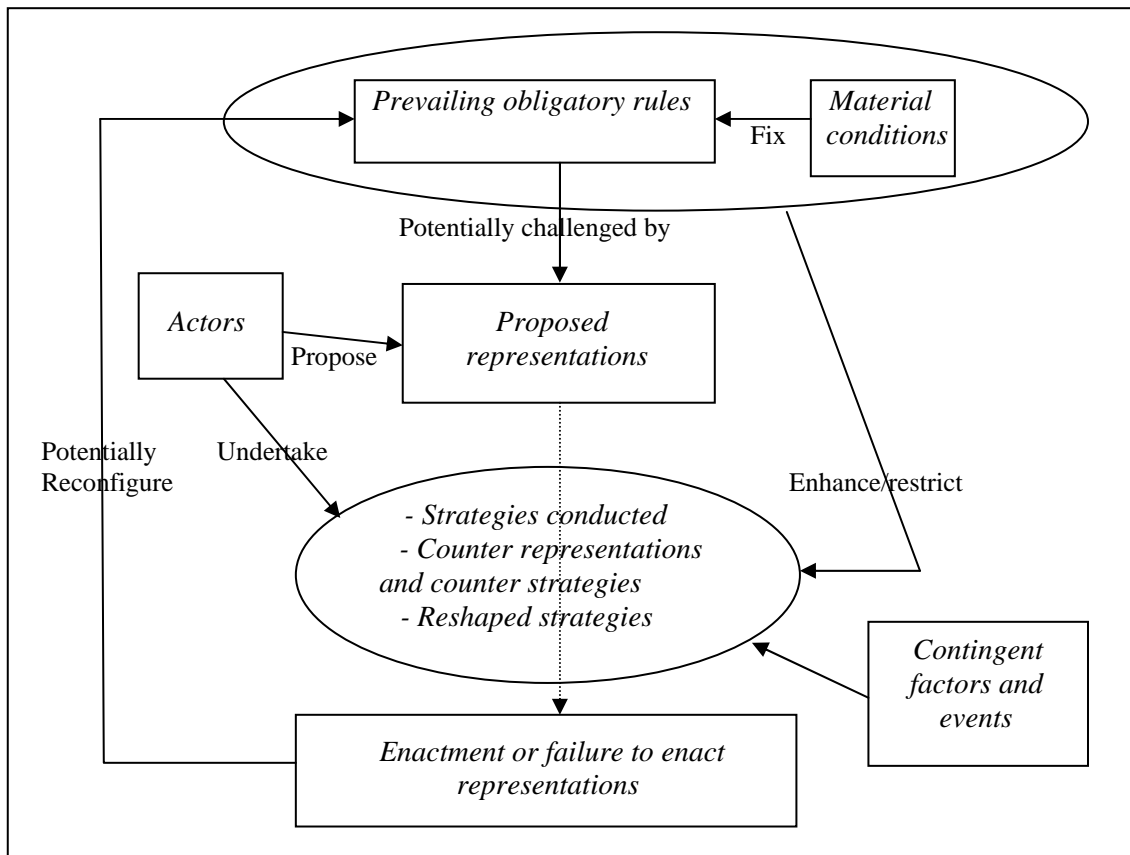 Prevailing obligatory rules
Material
conditions
Fix
Potentially challenged by
Actors
Proposed
representations
Propose
Potentially
Reconfigure
Undertake
Enhance/restrict
- Strategies conducted
- Counter representations
and counter strategies
- Reshaped strategies
Contingent
factors and
events
Enactment or failure to enact
representations